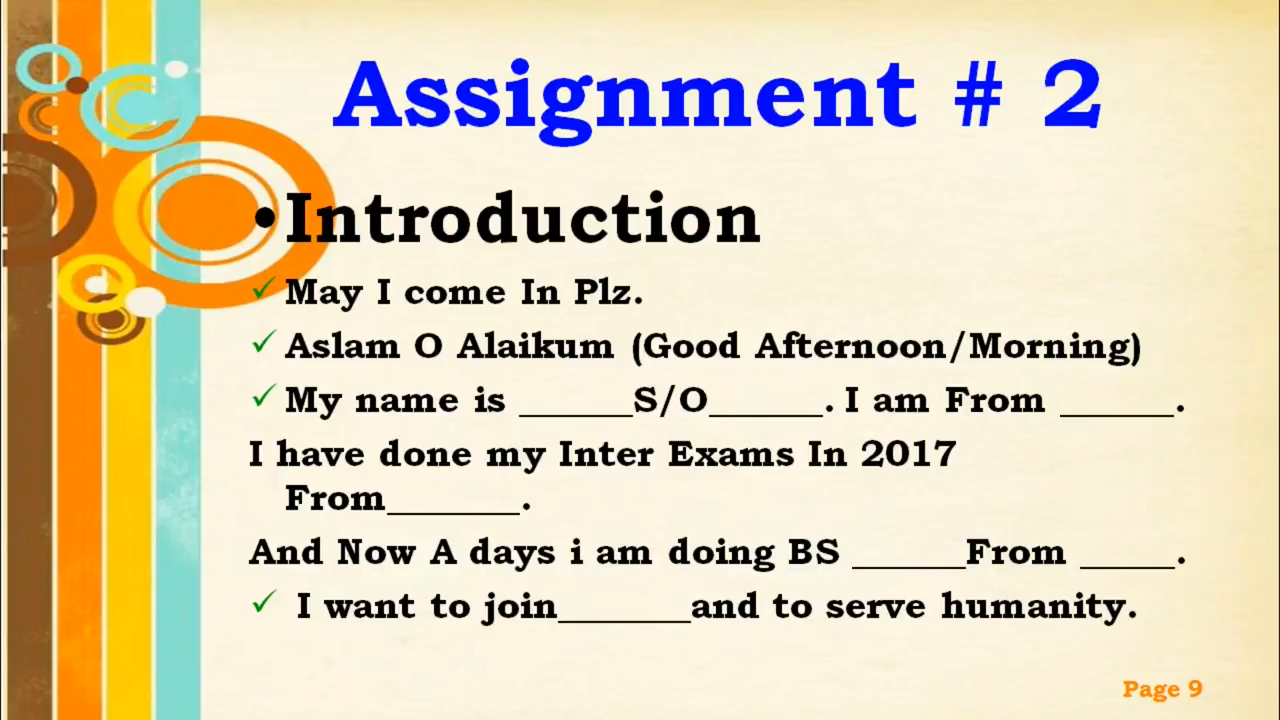 Assignment # 2
•Introduction
✓ May I come In Plz.
✓ Aslam O Alaikum (Good Afternoon/Morning)
✓ My name is ______S/O______. I am From ______.
I have done my Inter Exams In 2017
From_______.
And Now A days i am doing BS ______From _____.
✓ I want to join_______and to serve humanity.
Page 9